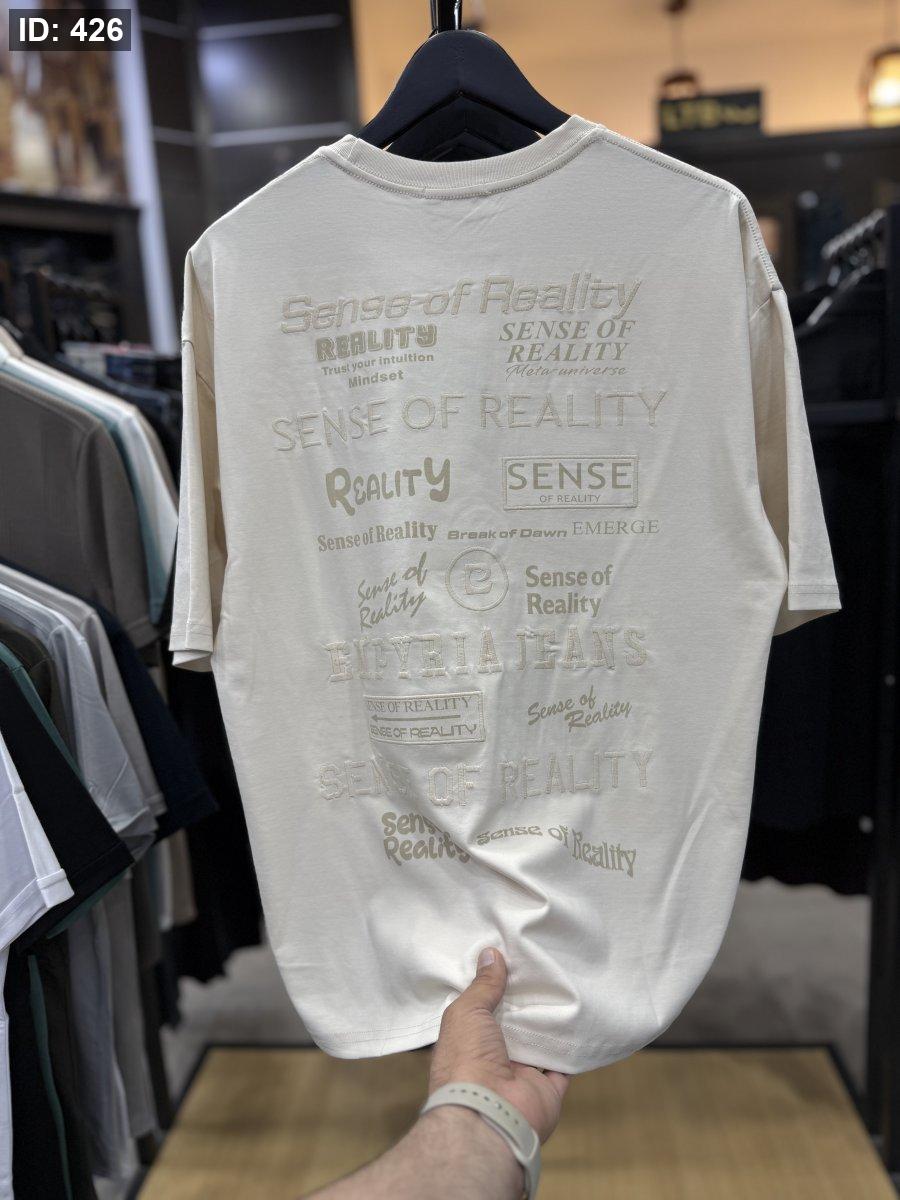 ID: 426
Sense of Reality
REALITY
Trust your intuition
Mindset
SENSE OF
REALITY
Meta-universe
SENSE OF REALITY
REALITY
SENSE
OF REALITY
Sense of Reality
Break of Dawn
EMERGE
Sense of
Reality
Sense of
Reality
EMPYRIA JEANS
SENSE OF REALITY
SENSE OF REALITY
Sense of
Reality
SENSE OF REALITY
Sense
Reality
Sense of Reality